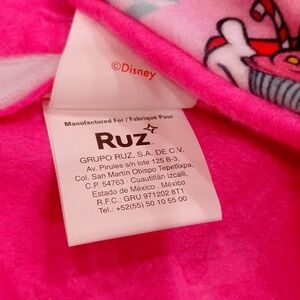 ©Disney
Manufactured For / Fabriqué Pour
Ruz
GRUPO RUZ, S.A. DE C.V.
Av. Pirules s/n lote 125 B-3,
Col. San Martín Obispo Tepetlixpa,
C.P. 54763 · Cuautitlán Izcalli,
Estado de México · México
R.F.C.: GRU 971202 8T1
Tel.: +52(55) 50 10 55 00